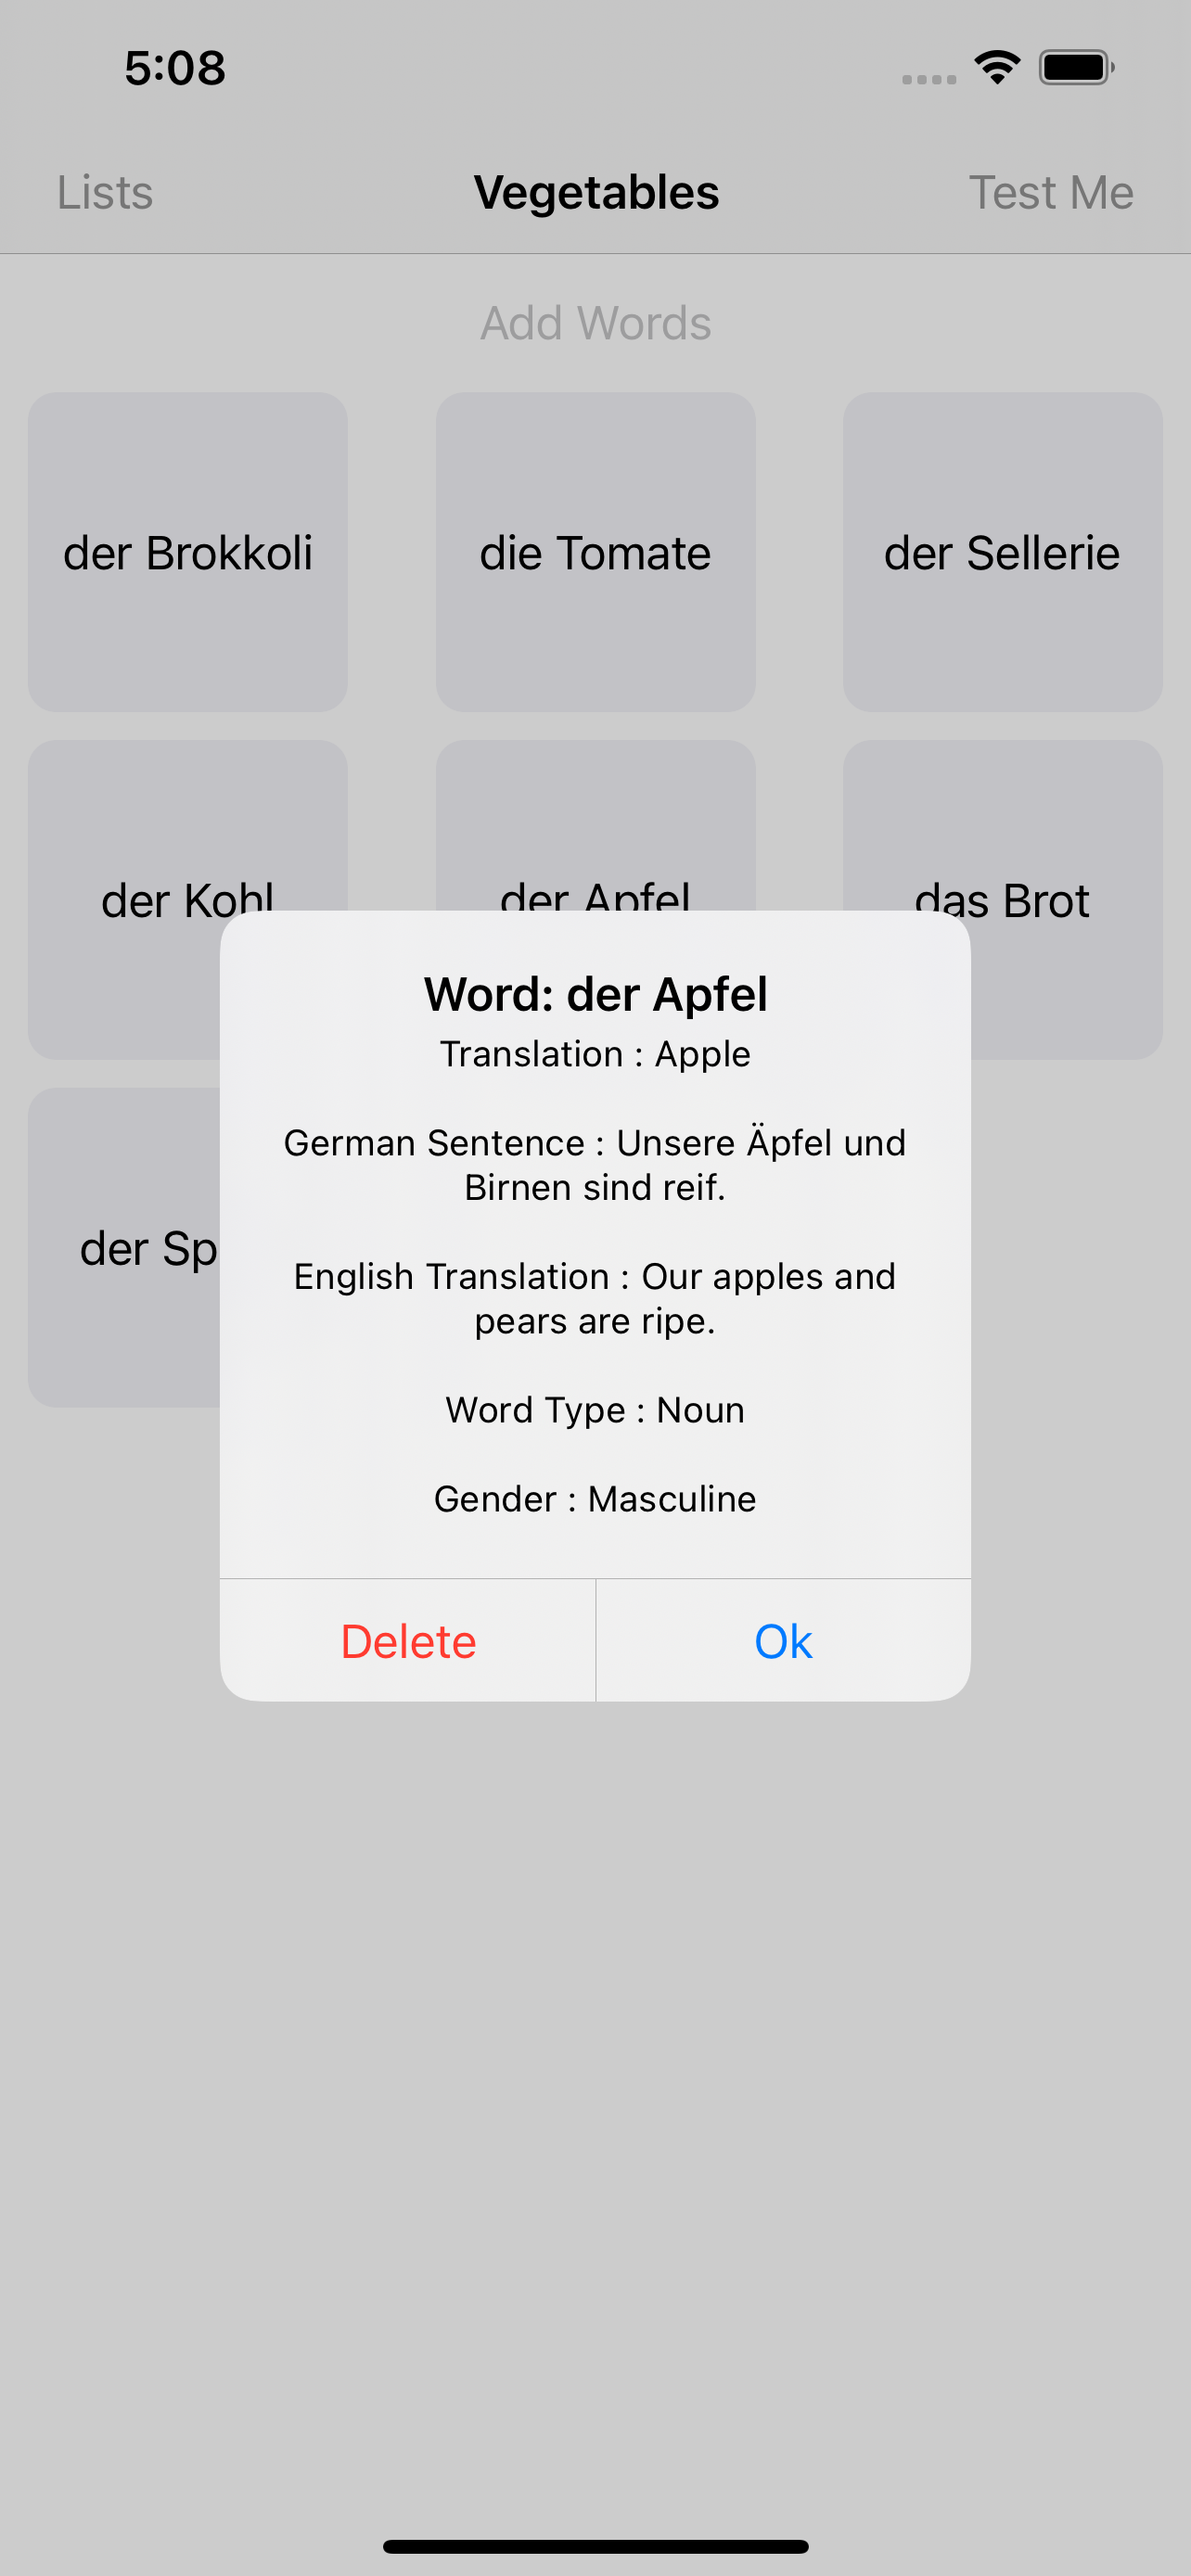 5:08
Lists
Vegetables
Test Me
Add Words
der Brokkoli
die Tomate
der Sellerie
der Kohl
der Apfel
das Brot
der Sp
Word: der Apfel
Translation : Apple
German Sentence : Unsere Äpfel und
Birnen sind reif.
English Translation : Our apples and
pears are ripe.
Word Type : Noun
Gender : Masculine
Delete
Ok